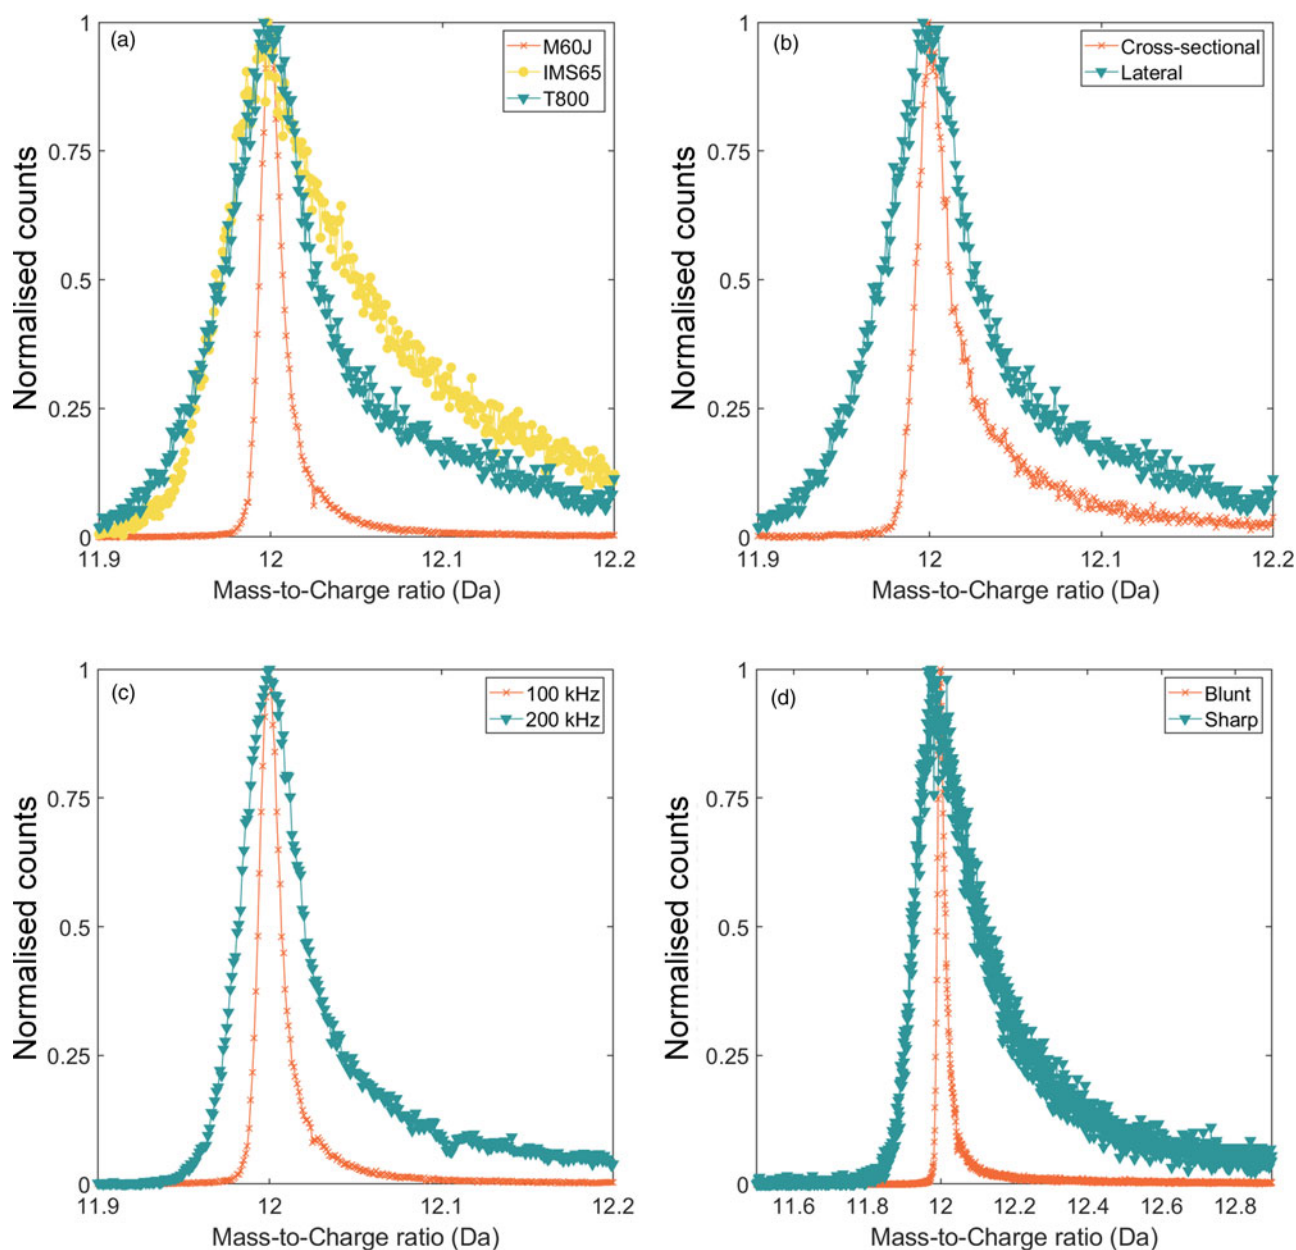 (a)
M60J
IMS65
T800
1
0.75
0.5
0.25
0
Normalised counts
11.9
12
12.1
12.2
Mass-to-Charge ratio (Da)
(b)
Cross-sectional
Lateral
1
0.75
0.5
0.25
0
Normalised counts
11.9
12
12.1
12.2
Mass-to-Charge ratio (Da)
(c)
100 kHz
200 kHz
1
0.75
0.5
0.25
0
Normalised counts
11.9
12
12.1
12.2
Mass-to-Charge ratio (Da)
(d)
Blunt
Sharp
1
0.75
0.5
0.25
0
Normalised counts
11.6
11.8
12
12.2
12.4
12.6
12.8
Mass-to-Charge ratio (Da)